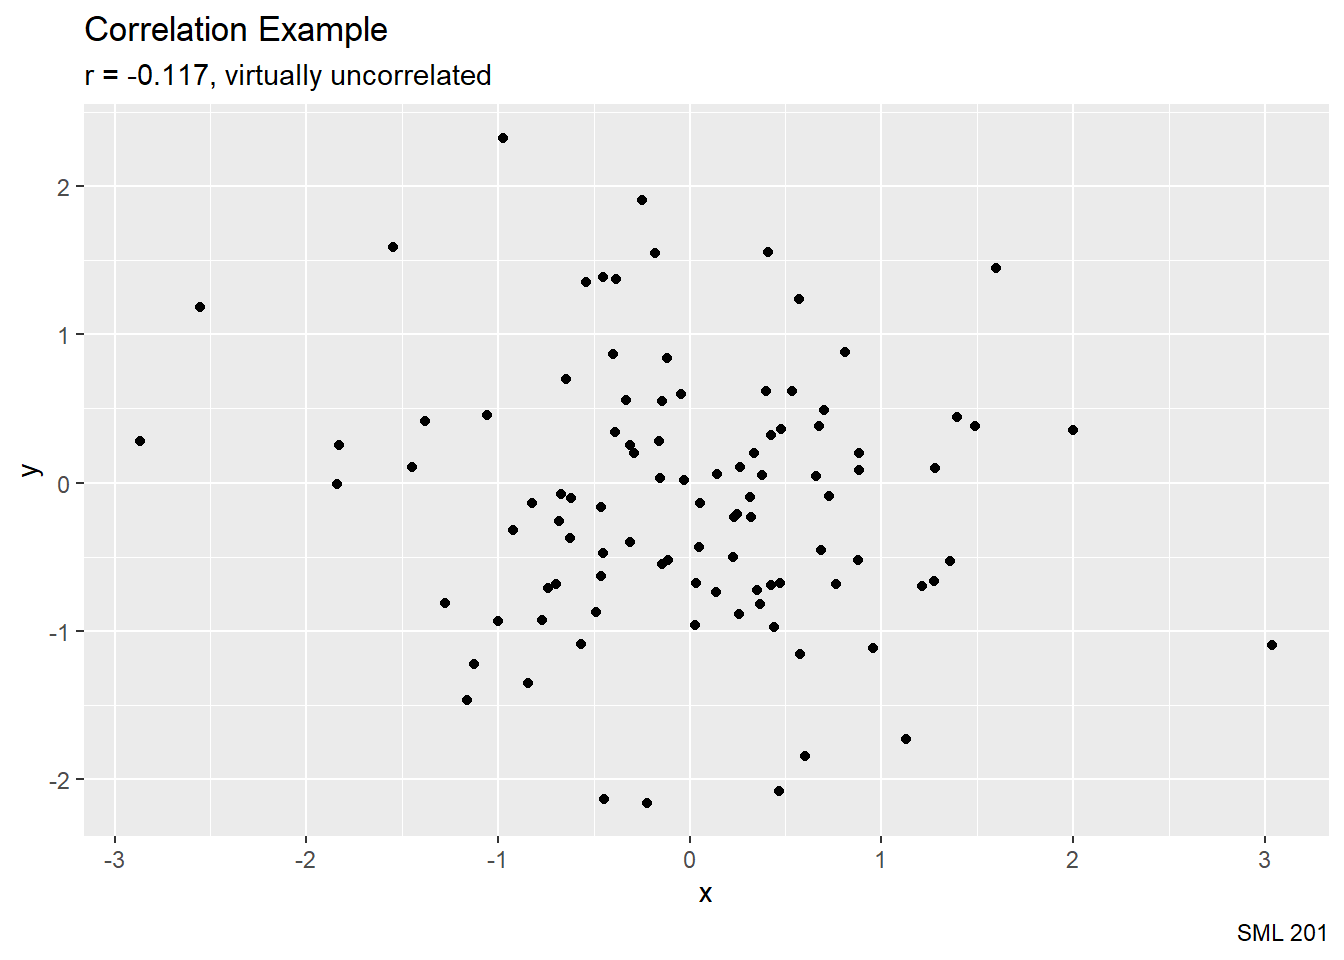 Correlation Example
r = -0.117, virtually uncorrelated
2
1
0
-1
-2
y
-3 -2 -1 0 1 2 3
x
SML 201